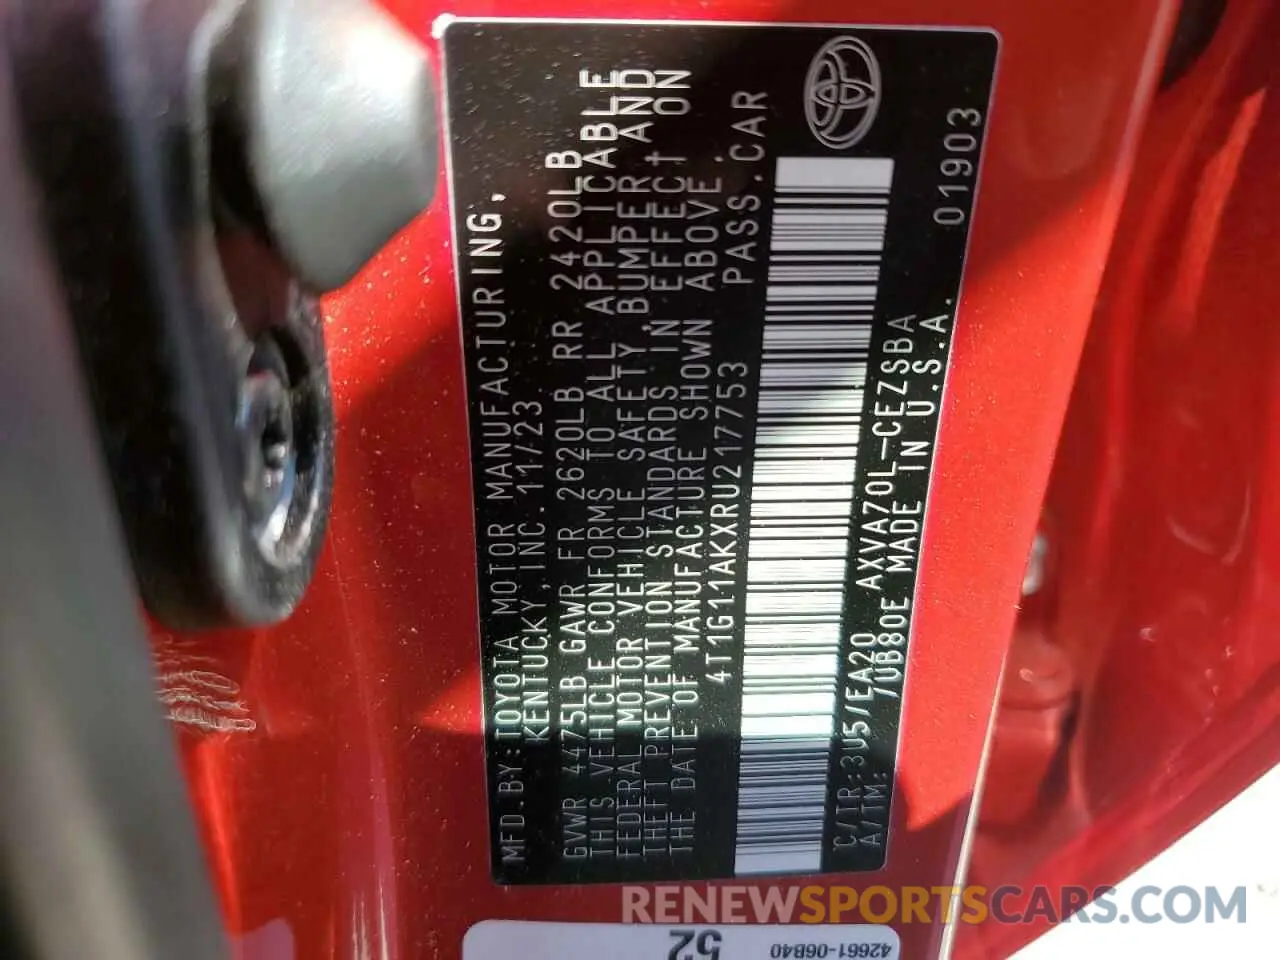 MFD.BY:TOYOTA MOTOR MANUFACTURING,
KENTUCKY,INC.11/23
GVWR 4475LB GAWR FR 2620LB RR 2420LB
THIS VEHICLE CONFORMS TO ALL APPLICABLE
FEDERAL MOTOR VEHICLE SAFETY,BUMPER,AND
THEFT PREVENTION STANDARDS IN EFFECT ON
THE DATE OF MANUFACTURE SHOWN ABOVE.
4T1G11AKXRU217753 PASS.CAR
C/TR:3U5/EA20 AXVA70L-CEZSBA
A/TM: /UB80E MADE IN U.S.A.
01903
52
42661-06B40
RENEWSPORTSCARS.COM